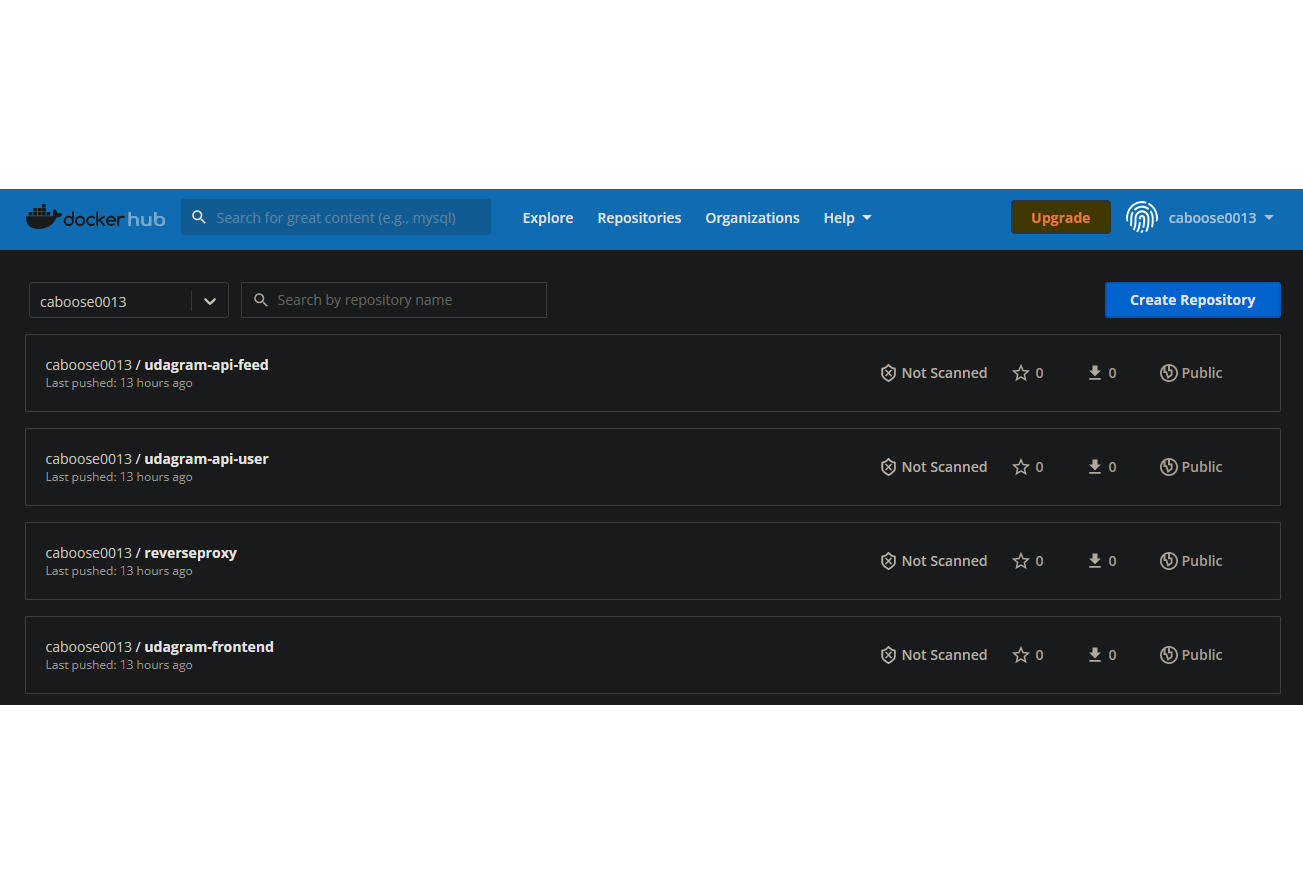 docker hub Search for great content (e.g., mysql) Explore Repositories Organizations Help Upgrade caboose0013
caboose0013 Search by repository name Create Repository
caboose0013 / udagram-api-feed
Last pushed: 13 hours ago
Not Scanned 0 0 Public
caboose0013 / udagram-api-user
Last pushed: 13 hours ago
Not Scanned 0 0 Public
caboose0013 / reverseproxy
Last pushed: 13 hours ago
Not Scanned 0 0 Public
caboose0013 / udagram-frontend
Last pushed: 13 hours ago
Not Scanned 0 0 Public